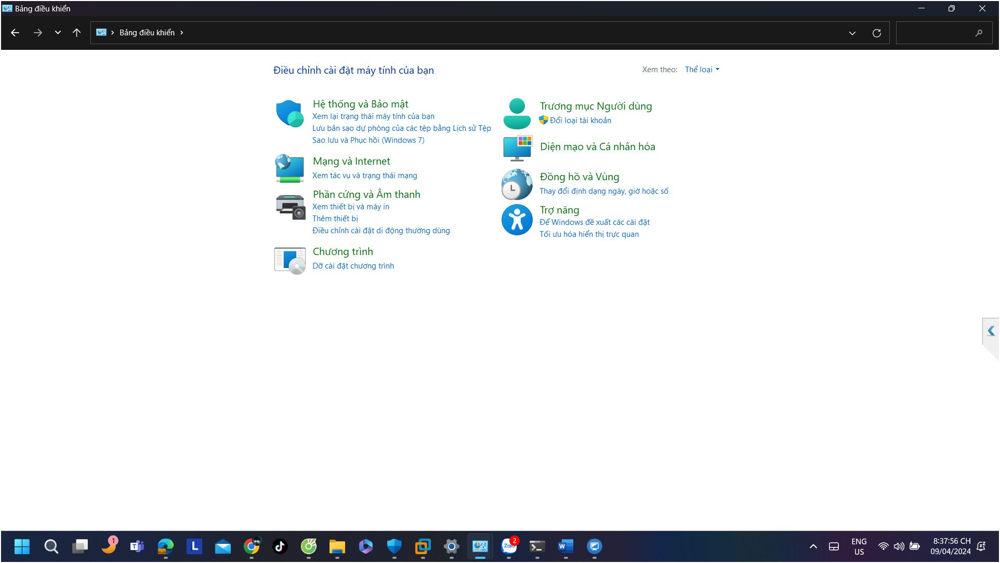 Bảng điều khiển
Bảng điều khiển
Điều chỉnh cài đặt máy tính của bạn
Xem theo: Thể loại
Hệ thống và Bảo mật
Xem lại trạng thái máy tính của bạn
Lưu bản sao dự phòng của các tệp bằng Lịch sử Tệp
Sao lưu và Phục hồi (Windows 7)
Mạng và Internet
Xem tác vụ và trạng thái mạng
Phần cứng và Âm thanh
Xem thiết bị và máy in
Thêm thiết bị
Điều chỉnh cài đặt di động thường dùng
Chương trình
Dỡ cài đặt chương trình
Trương mục Người dùng
Đổi loại tài khoản
Diện mạo và Cá nhân hóa
Đồng hồ và Vùng
Thay đổi định dạng ngày, giờ hoặc số
Trợ năng
Để Windows đề xuất các cài đặt
Tối ưu hóa hiển thị trực quan
1
L
Zalo
2
W
ENG
US
8:37:56 CH
09/04/2024